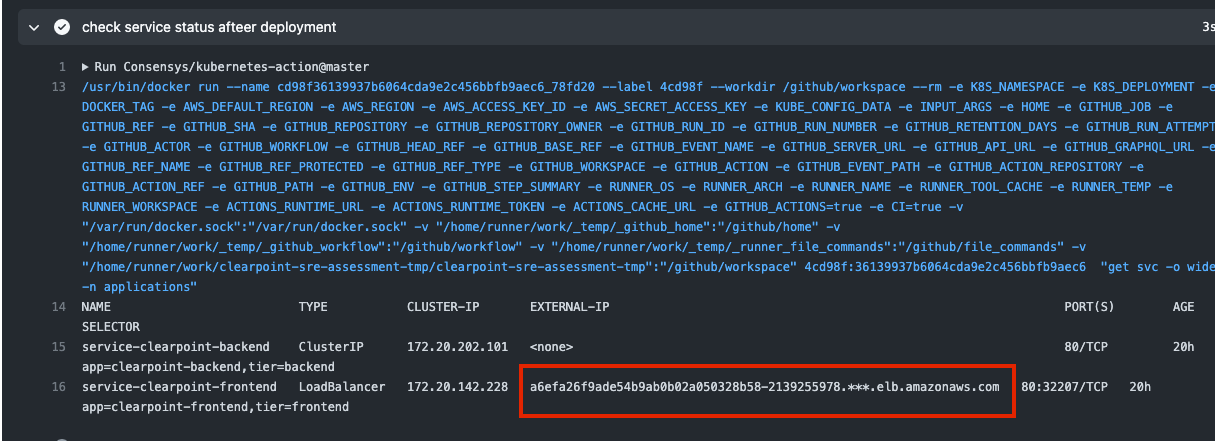 check service status afteer deployment
3s
1 ▶ Run Consensys/kubernetes-action@master
13 /usr/bin/docker run --name cd98f36139937b6064cda9e2c456bbfb9aec6_78fd20 --label 4cd98f --workdir /github/workspace --rm -e K8S_NAMESPACE -e K8S_DEPLOYMENT -e
DOCKER_TAG -e AWS_DEFAULT_REGION -e AWS_REGION -e AWS_ACCESS_KEY_ID -e AWS_SECRET_ACCESS_KEY -e KUBE_CONFIG_DATA -e INPUT_ARGS -e HOME -e GITHUB_JOB -e
GITHUB_REF -e GITHUB_SHA -e GITHUB_REPOSITORY -e GITHUB_REPOSITORY_OWNER -e GITHUB_RUN_ID -e GITHUB_RUN_NUMBER -e GITHUB_RETENTION_DAYS -e GITHUB_RUN_ATTEMPT
-e GITHUB_ACTOR -e GITHUB_WORKFLOW -e GITHUB_HEAD_REF -e GITHUB_BASE_REF -e GITHUB_EVENT_NAME -e GITHUB_SERVER_URL -e GITHUB_API_URL -e GITHUB_GRAPHQL_URL -e
GITHUB_REF_NAME -e GITHUB_REF_PROTECTED -e GITHUB_REF_TYPE -e GITHUB_WORKSPACE -e GITHUB_ACTION -e GITHUB_EVENT_PATH -e GITHUB_ACTION_REPOSITORY -e
GITHUB_ACTION_REF -e GITHUB_PATH -e GITHUB_ENV -e GITHUB_STEP_SUMMARY -e RUNNER_OS -e RUNNER_ARCH -e RUNNER_NAME -e RUNNER_TOOL_CACHE -e RUNNER_TEMP -e
RUNNER_WORKSPACE -e ACTIONS_RUNTIME_URL -e ACTIONS_RUNTIME_TOKEN -e ACTIONS_CACHE_URL -e GITHUB_ACTIONS=true -e CI=true -v
"/var/run/docker.sock":"/var/run/docker.sock" -v "/home/runner/work/_temp/_github_home":"/github/home" -v
"/home/runner/work/_temp/_github_workflow":"/github/workflow" -v "/home/runner/work/_temp/_runner_file_commands":"/github/file_commands" -v
"/home/runner/work/clearpoint-sre-assessment-tmp/clearpoint-sre-assessment-tmp":"/github/workspace" 4cd98f:36139937b6064cda9e2c456bbfb9aec6 "get svc -o wide
-n applications"
14 NAME TYPE CLUSTER-IP EXTERNAL-IP PORT(S) AGE
SELECTOR
15 service-clearpoint-backend ClusterIP 172.20.202.101 <none> 80/TCP 20h
app=clearpoint-backend,tier=backend
16 service-clearpoint-frontend LoadBalancer 172.20.142.228 a6efa26f9ade54b9ab0b02a050328b58-2139255978.***.elb.amazonaws.com 80:32207/TCP 20h
app=clearpoint-frontend,tier=frontend